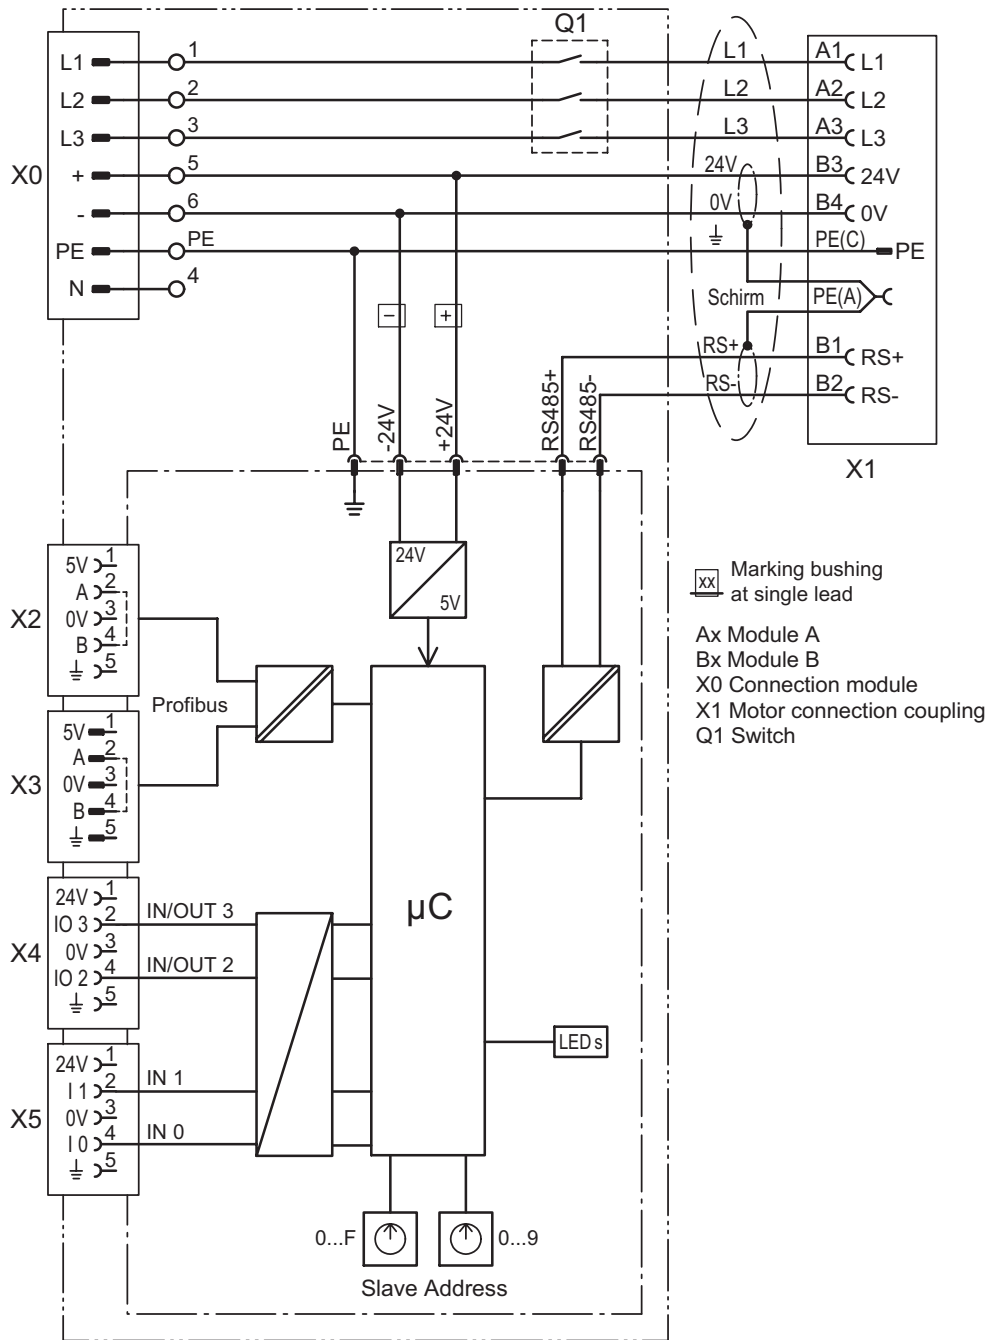 Q1
L1 1 L1 A1 L1
L2 2 L2 A2 L2
L3 3 L3 A3 L3
X0
+ 5 24V B3 24V
- 6 0V B4 0V
PE PE PE(C) PE
N 4
Schirm PE(A)
− +
RS+ B1 RS+
RS- B2 RS-
X1
PE
-24V
+24V
RS485+
RS485-
24V
5V
xx Marking bushing
at single lead
Ax Module A
Bx Module B
X0 Connection module
X1 Motor connection coupling
Q1 Switch
X2
5V 1
A 2
0V 3
B 4
5
Profibus
X3
5V 1
A 2
0V 3
B 4
5
µC
X4
24V 1
IO 3 2 IN/OUT 3
0V 3
IO 2 4 IN/OUT 2
5
LEDs
X5
24V 1
I 1 2 IN 1
0V 3
I 0 4 IN 0
5
0...F 0...9
Slave Address